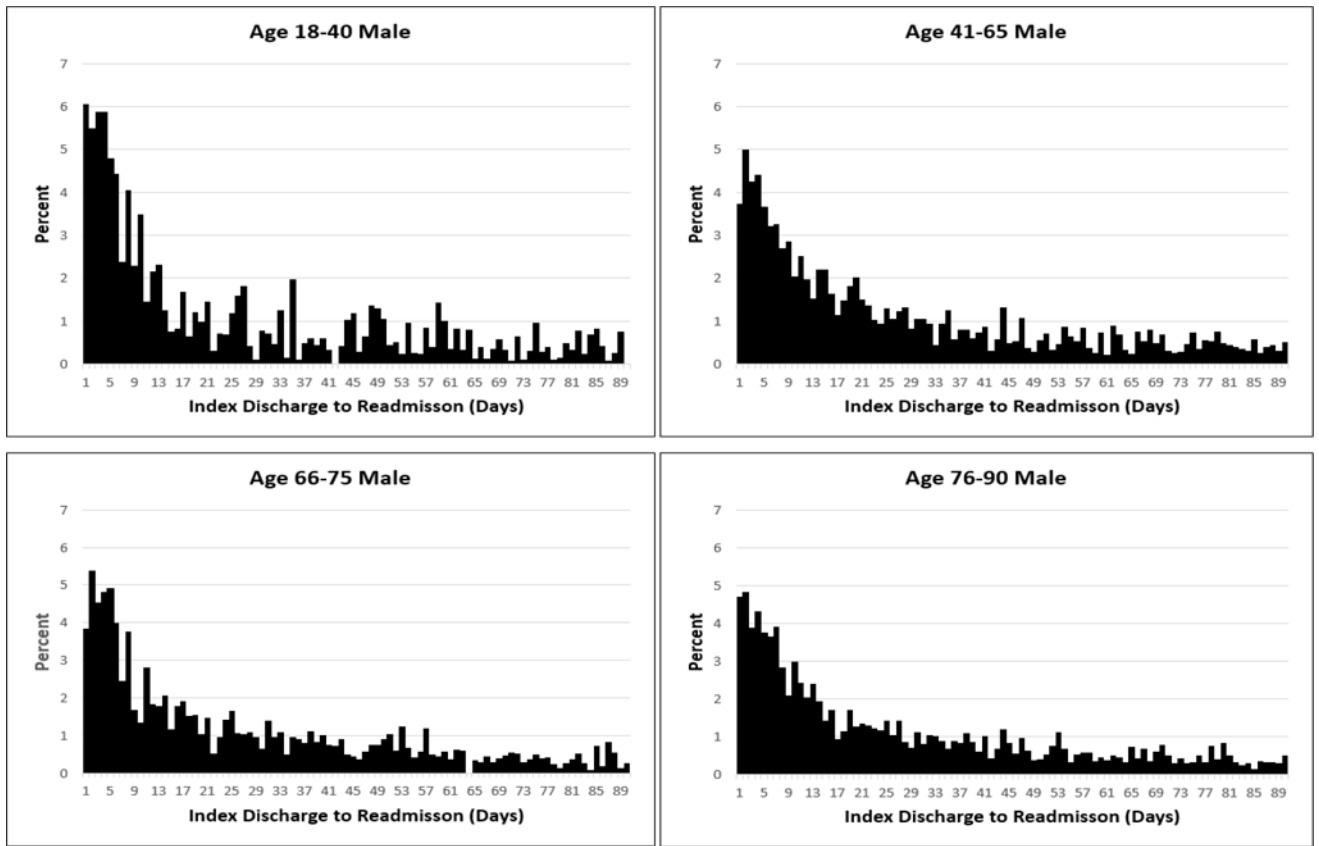 Age 18-40 Male
7
6
5
4
3
2
1
0
Percent
1 5 9 13 17 21 25 29 33 37 41 45 49 53 57 61 65 69 73 77 81 85 89
Index Discharge to Readmisson (Days)
Age 41-65 Male
7
6
5
4
3
2
1
0
Percent
1 5 9 13 17 21 25 29 33 37 41 45 49 53 57 61 65 69 73 77 81 85 89
Index Discharge to Readmisson (Days)
Age 66-75 Male
7
6
5
4
3
2
1
0
Percent
1 5 9 13 17 21 25 29 33 37 41 45 49 53 57 61 65 69 73 77 81 85 89
Index Discharge to Readmisson (Days)
Age 76-90 Male
7
6
5
4
3
2
1
0
Percent
1 5 9 13 17 21 25 29 33 37 41 45 49 53 57 61 65 69 73 77 81 85 89
Index Discharge to Readmisson (Days)